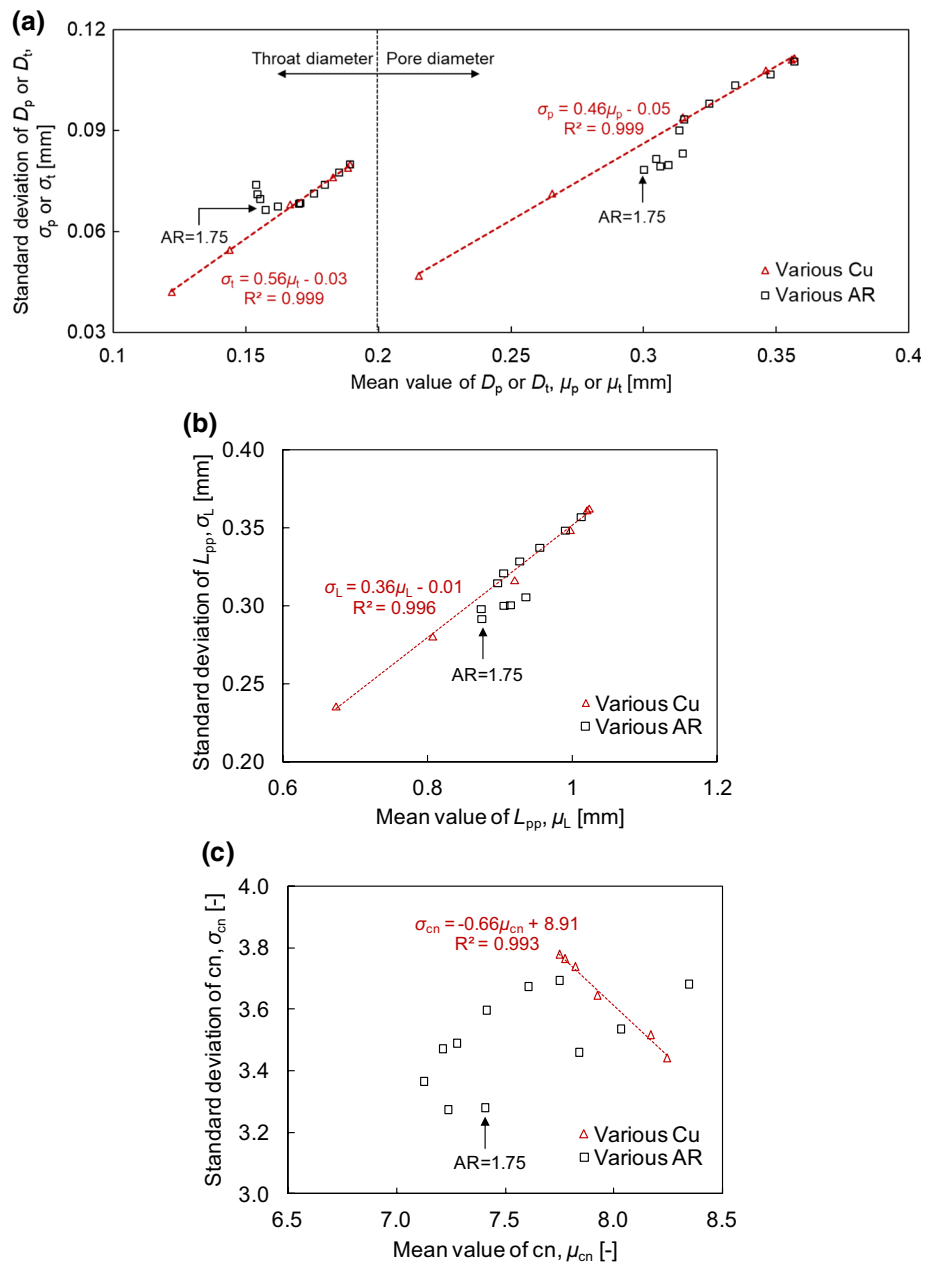 (a)
0.12
0.09
0.06
0.03
Standard deviation of Dp or Dt,
σp or σt [mm]
Throat diameter
Pore diameter
σp = 0.46μp - 0.05
R² = 0.999
AR=1.75
AR=1.75
σt = 0.56μt - 0.03
R² = 0.999
Various Cu
Various AR
0.1
0.15
0.2
0.25
0.3
0.35
0.4
Mean value of Dp or Dt, μp or μt [mm]
(b)
0.40
0.35
0.30
0.25
0.20
Standard deviation of Lpp, σL [mm]
σL = 0.36μL - 0.01
R² = 0.996
AR=1.75
Various Cu
Various AR
0.6
0.8
1
1.2
Mean value of Lpp, μL [mm]
(c)
4.0
3.8
3.6
3.4
3.2
3.0
Standard deviation of cn, σcn [-]
σcn = -0.66μcn + 8.91
R² = 0.993
AR=1.75
Various Cu
Various AR
6.5
7.0
7.5
8.0
8.5
Mean value of cn, μcn [-]